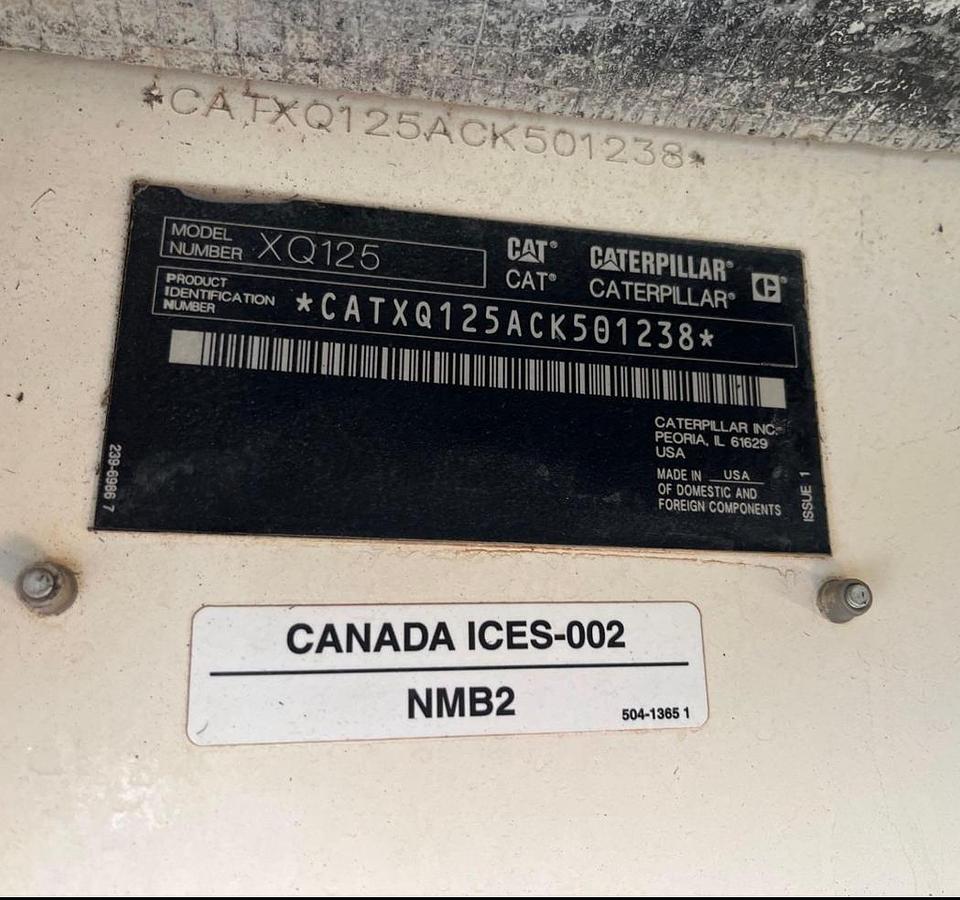 *CATXQ125ACK501238*
MODEL
NUMBER XQ125
CAT® CATERPILLAR®
CAT® CATERPILLAR®
PRODUCT
IDENTIFICATION
NUMBER
*CATXQ125ACK501238*
CATERPILLAR INC.
PEORIA, IL 61629
USA
MADE IN USA
OF DOMESTIC AND
FOREIGN COMPONENTS
239-6966 7
ISSUE 1
CANADA ICES-002
NMB2
504-1365 1